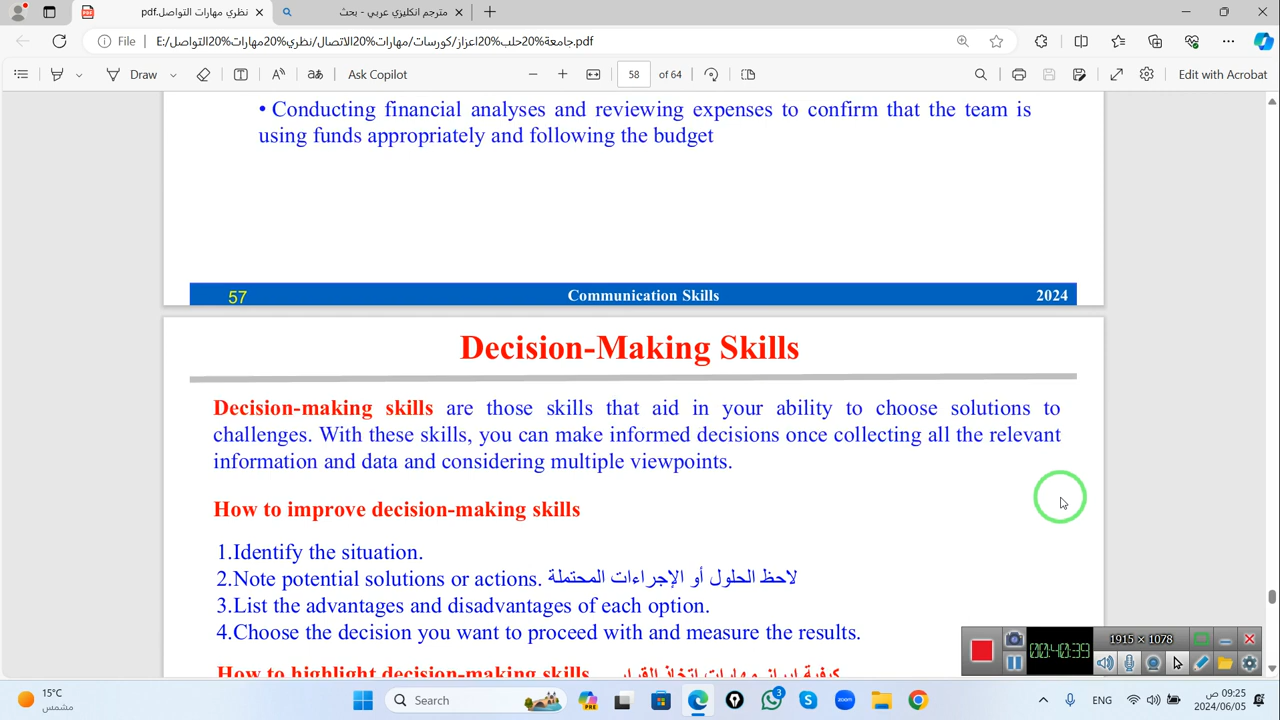 نظري مهارات التواصل.pdf
مترجم انكليزي عربي - بحث
File
E:/جامعة%20حلب%20اعزاز/كورسات/مهارات%20الاتصال/نظري%20مهارات%20التواصل.pdf
Draw
Ask Copilot
58 of 64
Edit with Acrobat
• Conducting financial analyses and reviewing expenses to confirm that the team is
using funds appropriately and following the budget
57 Communication Skills 2024
Decision-Making Skills
Decision-making skills are those skills that aid in your ability to choose solutions to
challenges. With these skills, you can make informed decisions once collecting all the relevant
information and data and considering multiple viewpoints.
How to improve decision-making skills
1.Identify the situation.
2.Note potential solutions or actions. لاحظ الحلول أو الإجراءات المحتملة
3.List the advantages and disadvantages of each option.
4.Choose the decision you want to proceed with and measure the results.
How to highlight decision-making skills كيفية إبراز مهارات اتخاذ القرار
1915 × 1078
00:40:39
15°C
مشمس
Search
PRE
3
zoom
ENG
09:25 ص
2024/06/05